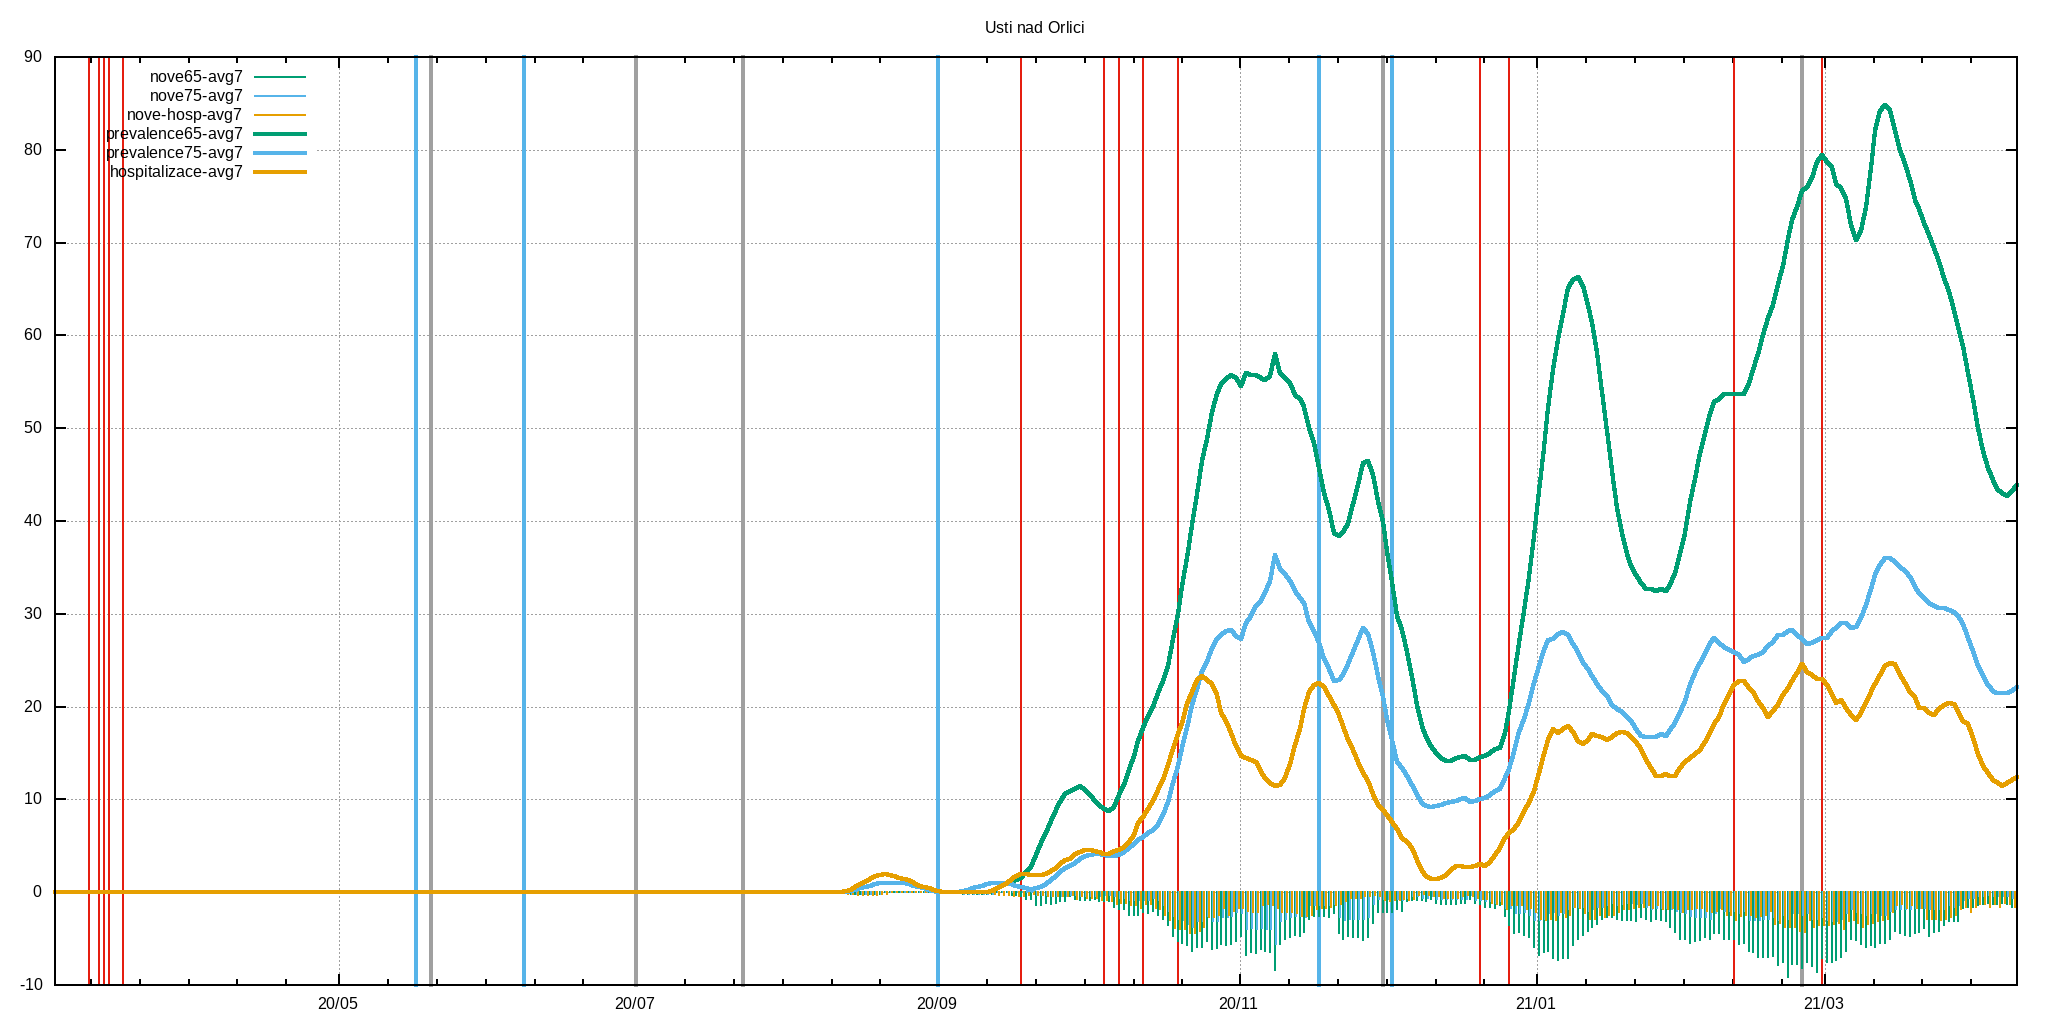 Usti nad Orlici
90
80
70
60
50
40
30
20
10
0
-10
nove65-avg7
nove75-avg7
nove-hosp-avg7
prevalence65-avg7
prevalence75-avg7
hospitalizace-avg7
20/05
20/07
20/09
20/11
21/01
21/03